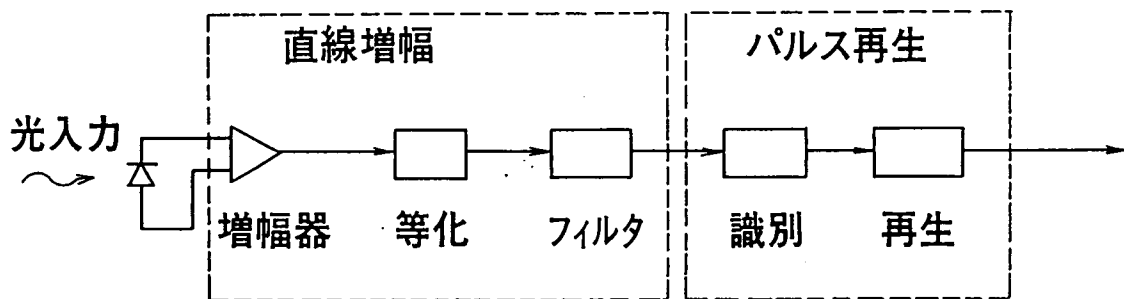 直線増幅
パルス再生
光入力
増幅器
等化
フィルタ
識別
再生